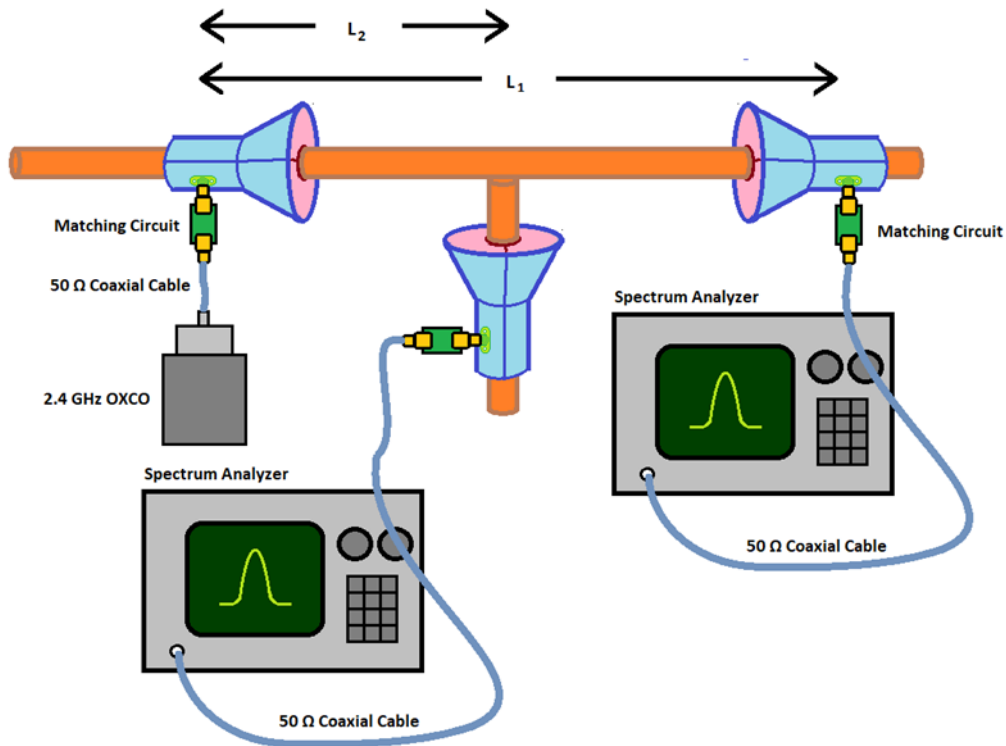 L2
L1
Matching Circuit
Matching Circuit
50 Ω Coaxial Cable
Spectrum Analyzer
2.4 GHz OXCO
Spectrum Analyzer
50 Ω Coaxial Cable
50 Ω Coaxial Cable